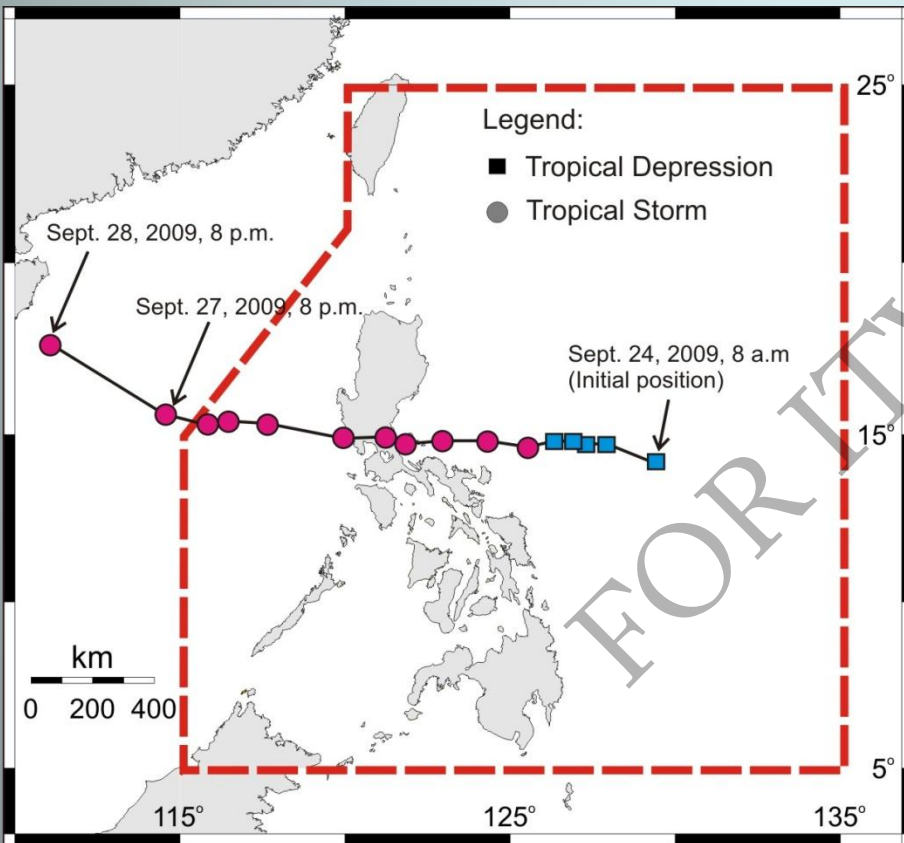 25°
Legend:
Tropical Depression
Tropical Storm
Sept. 28, 2009, 8 p.m.
Sept. 27, 2009, 8 p.m.
Sept. 24, 2009, 8 a.m
(Initial position)
15°
km
0 200 400
5°
115° 125° 135°
FOR